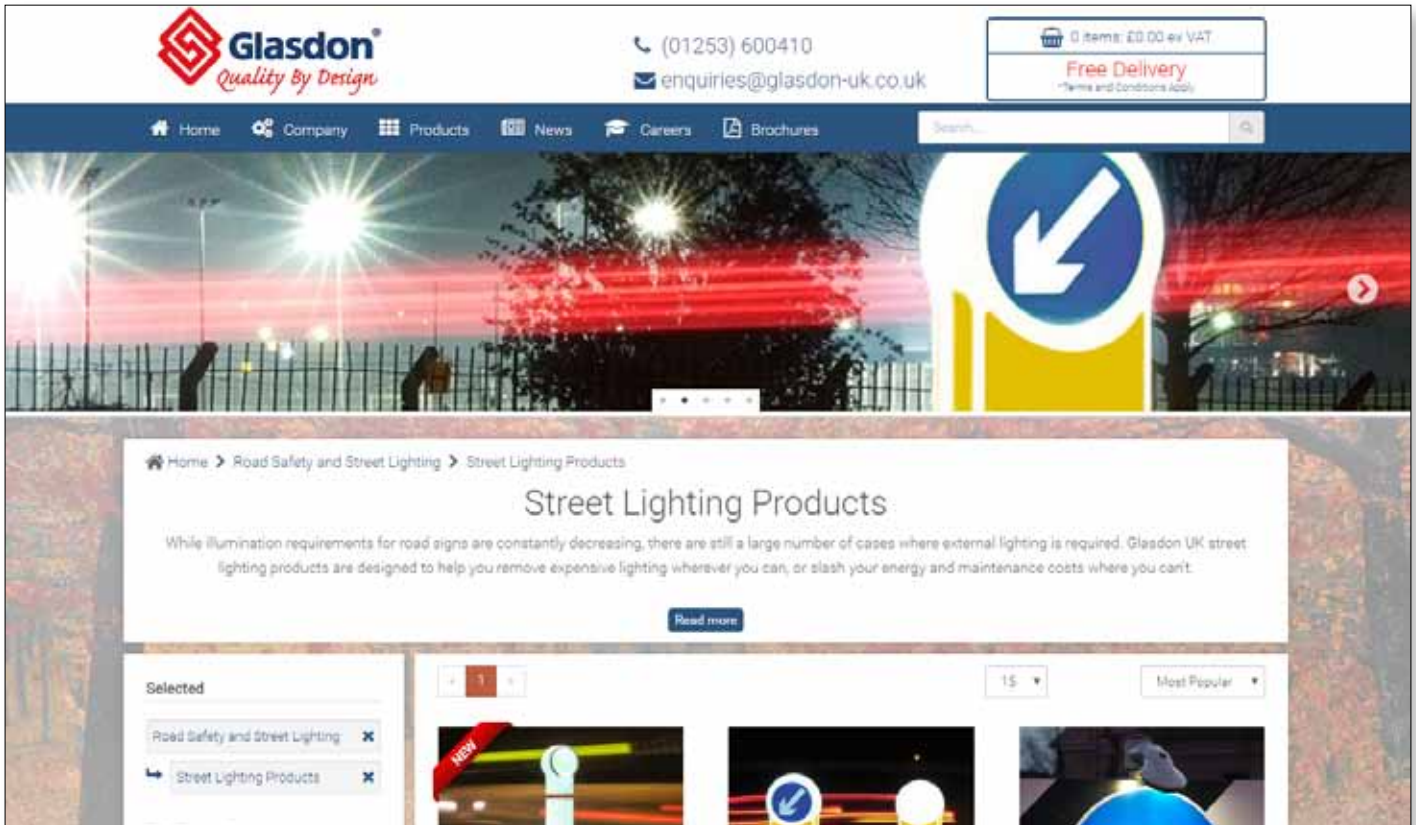 Glasdon®
Quality By Design
(01253) 600410
enquiries@glasdon-uk.co.uk
0 items: £0.00 ex VAT
Free Delivery
*Terms and Conditions Apply
Home Company Products News Careers Brochures
Search...
Home > Road Safety and Street Lighting > Street Lighting Products
Street Lighting Products
While illumination requirements for road signs are constantly decreasing, there are still a large number of cases where external lighting is required. Glasdon UK street
lighting products are designed to help you remove expensive lighting wherever you can, or slash your energy and maintenance costs where you can't.
Read more
Selected
Road Safety and Street Lighting
Street Lighting Products
« 1 »
Most Popular
NEW